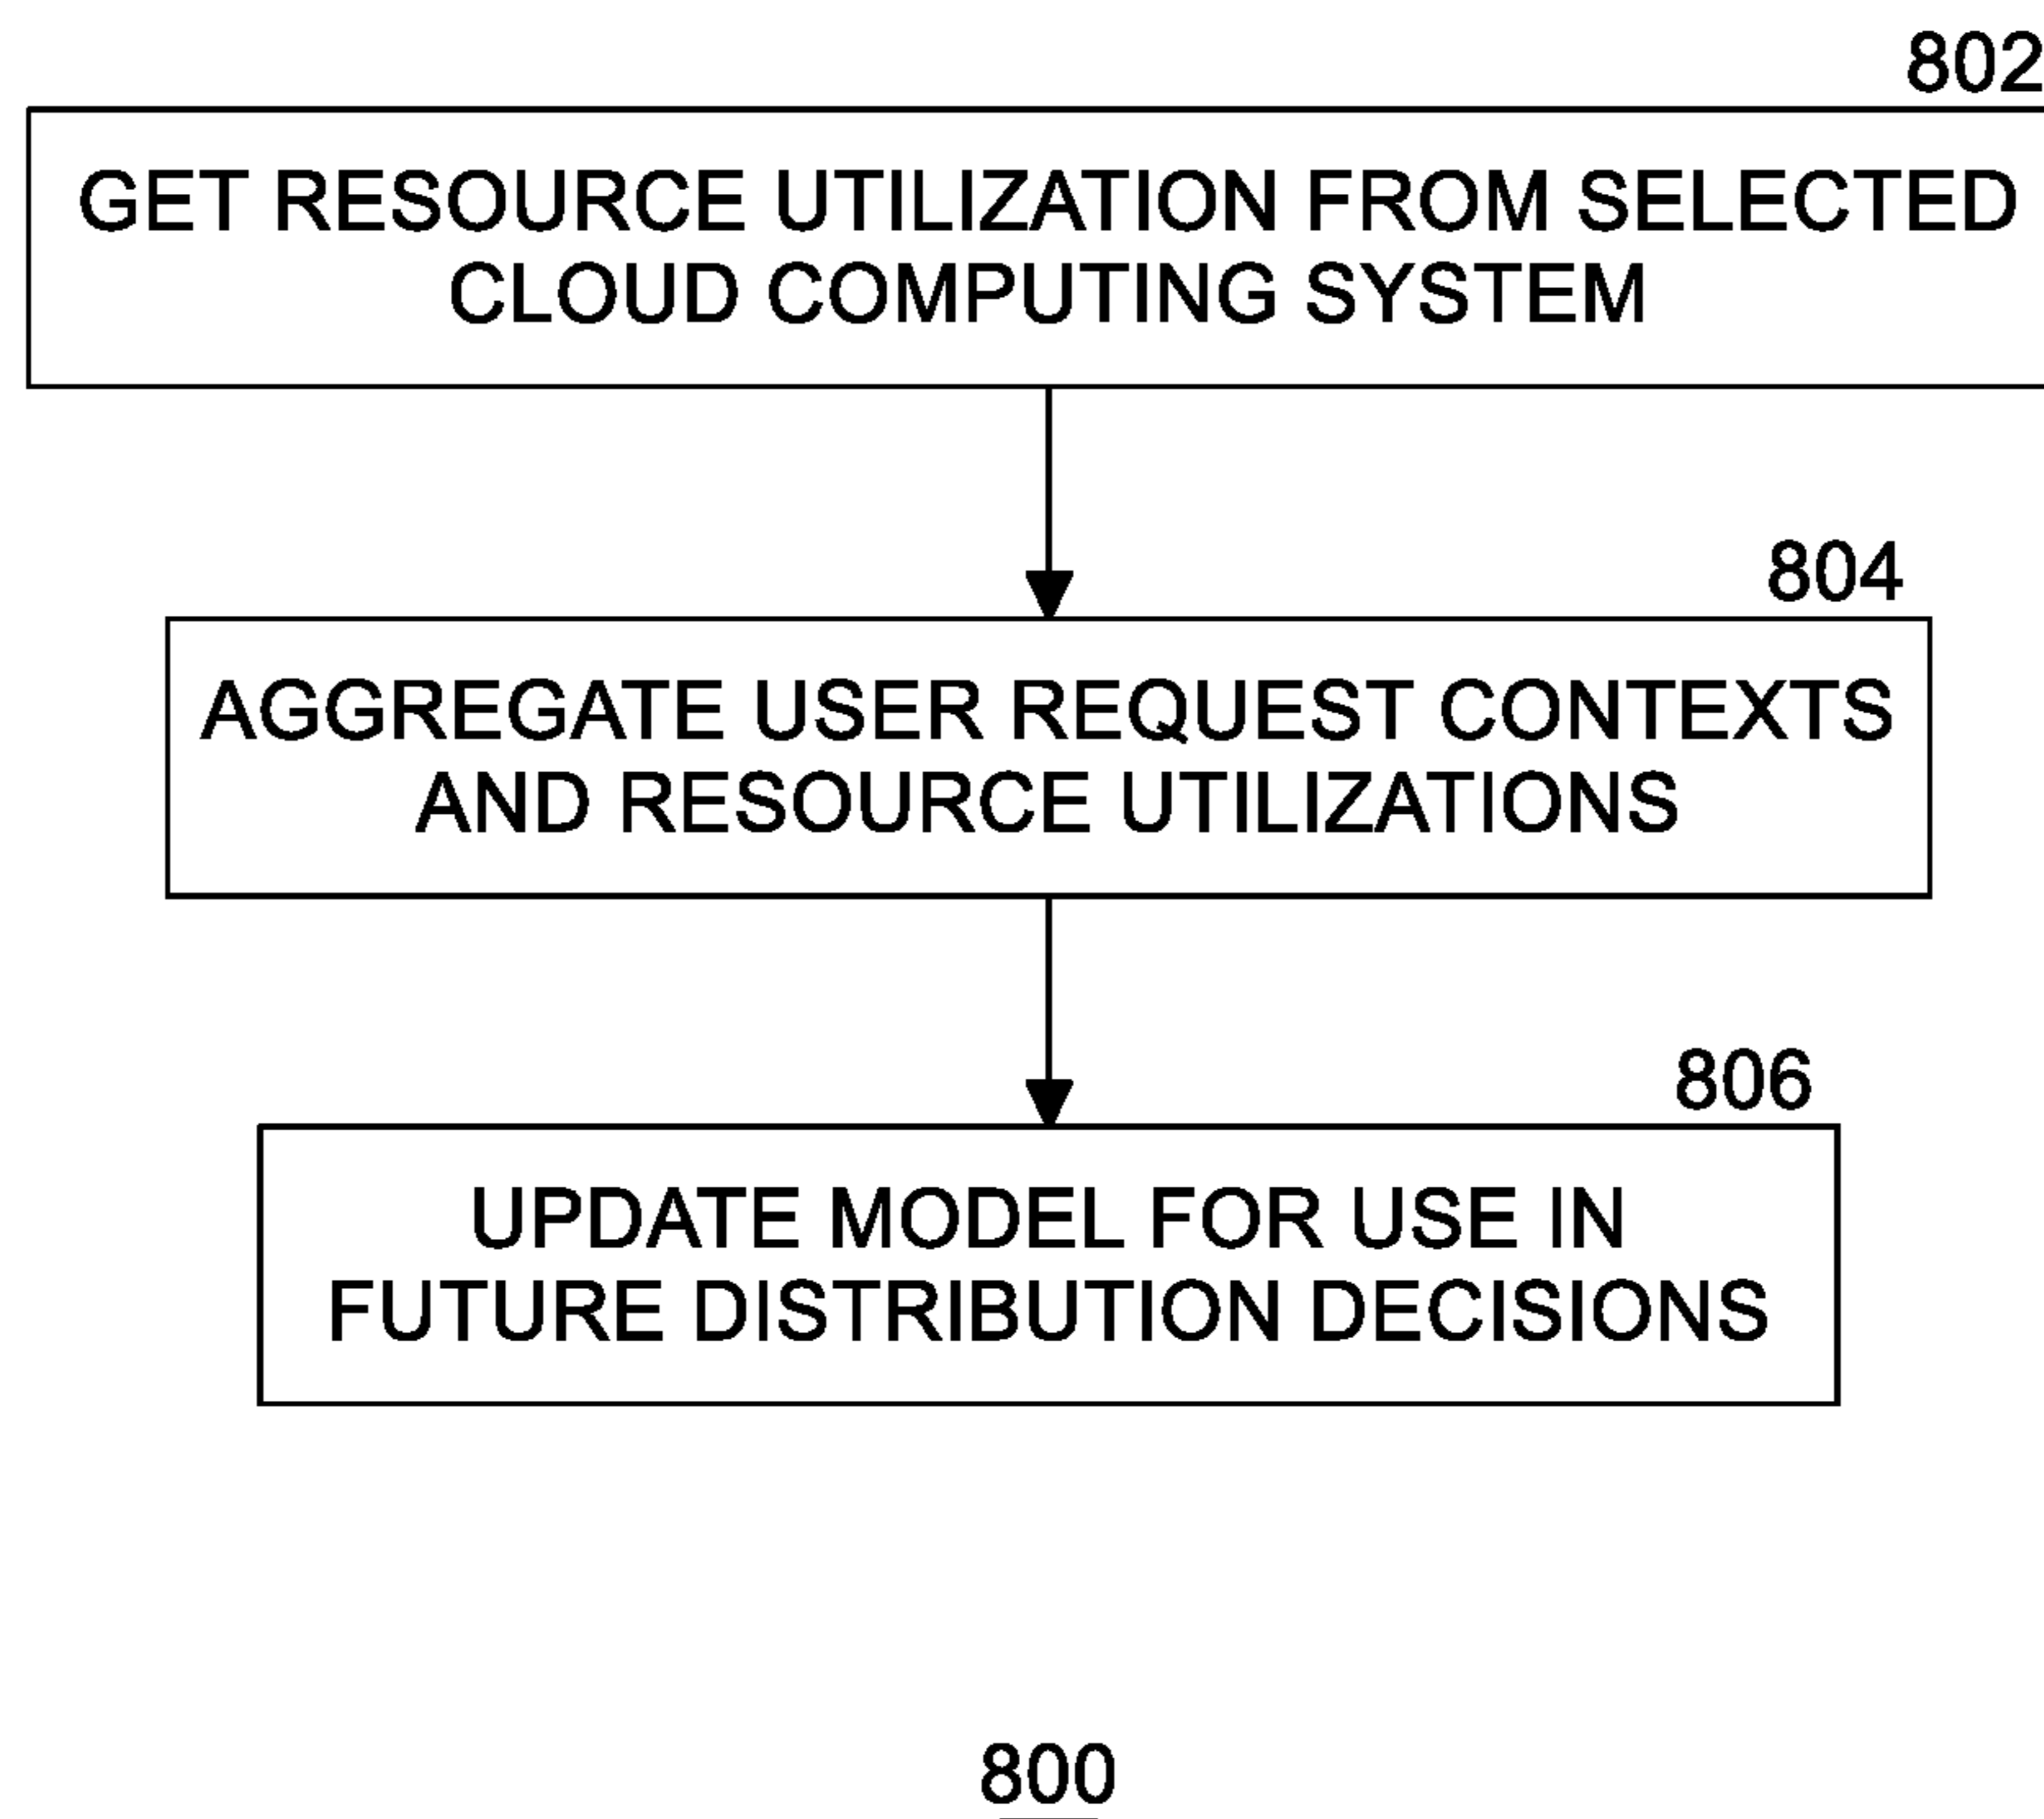 802
GET RESOURCE UTILIZATION FROM SELECTED
CLOUD COMPUTING SYSTEM
804
AGGREGATE USER REQUEST CONTEXTS
AND RESOURCE UTILIZATIONS
806
UPDATE MODEL FOR USE IN
FUTURE DISTRIBUTION DECISIONS
800